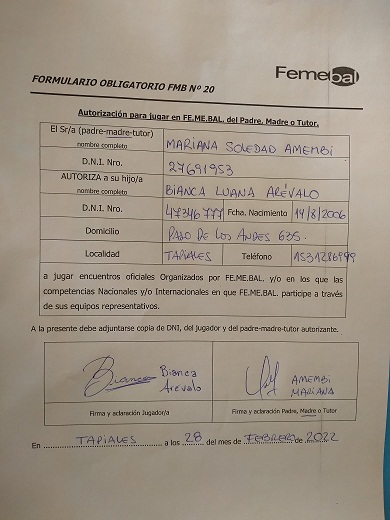 Femebal
FORMULARIO OBLIGATORIO FMB Nº 20
Autorización para jugar en FE.ME.BAL. del Padre, Madre o Tutor.
El Sr/a (padre-madre-tutor)
nombre completo
MARIANA SOLEDAD AMEMBI
D.N.I. Nro.
27691953
AUTORIZA a su hijo/a
nombre completo
BIANCA LUANA ARÉVALO
D.N.I. Nro.
47346777
Fcha. Nacimiento
14/8/2006
Domicilio
PASO DE LOS ANDES 635.
Localidad
TAPIALES
Teléfono
1531286999
a jugar encuentros oficiales Organizados por FE.ME.BAL. y/o en los que las
competencias Nacionales y/o Internacionales en que FE.ME.BAL. participe a través
de sus equipos representativos.
A la presente debe adjuntarse copia de DNI, del jugador y del padre-madre-tutor autorizante.
Bianca
Bianca
Arevalo
AMEMBI
MARIANA
Firma y aclaración Jugador/a
Firma y aclaración Padre, Madre o Tutor
En TAPIALES a los 28 del mes de FEBRERO de 2022